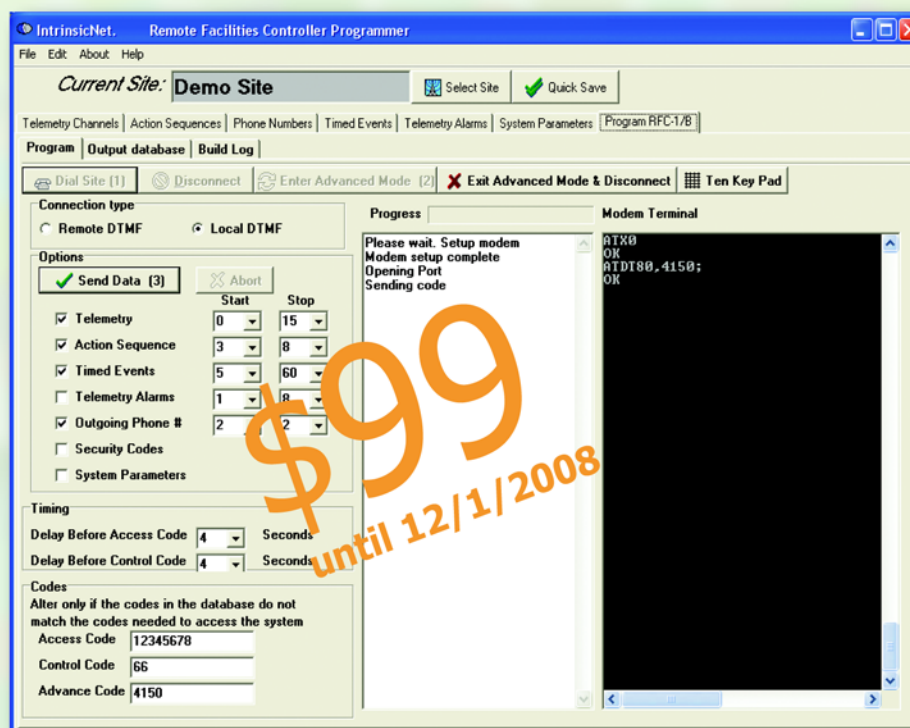 IntrinsicNet. Remote Facilities Controller Programmer
File Edit About Help
Current Site: Demo Site Select Site Quick Save
Telemetry Channels Action Sequences Phone Numbers Timed Events Telemetry Alarms System Parameters Program RFC-1/B
Program Output database Build Log
Dial Site (1) Disconnect Enter Advanced Mode (2) Exit Advanced Mode & Disconnect Ten Key Pad
Connection type
Remote DTMF Local DTMF
Options
Send Data (3) Abort
Start Stop
Telemetry 0 15
Action Sequence 3 8
Timed Events 5 60
Telemetry Alarms 1 8
Outgoing Phone # 2 2
Security Codes
System Parameters
Timing
Delay Before Access Code 4 Seconds
Delay Before Control Code 4 Seconds
Codes
Alter only if the codes in the database do not
match the codes needed to access the system
Access Code 12345678
Control Code 66
Advance Code 4150
Progress
Please wait. Setup modem
Modem setup complete
Opening Port
Sending code
Modem Terminal
ATX0
OK
ATDT80,4150;
OK
$99
until 12/1/2008